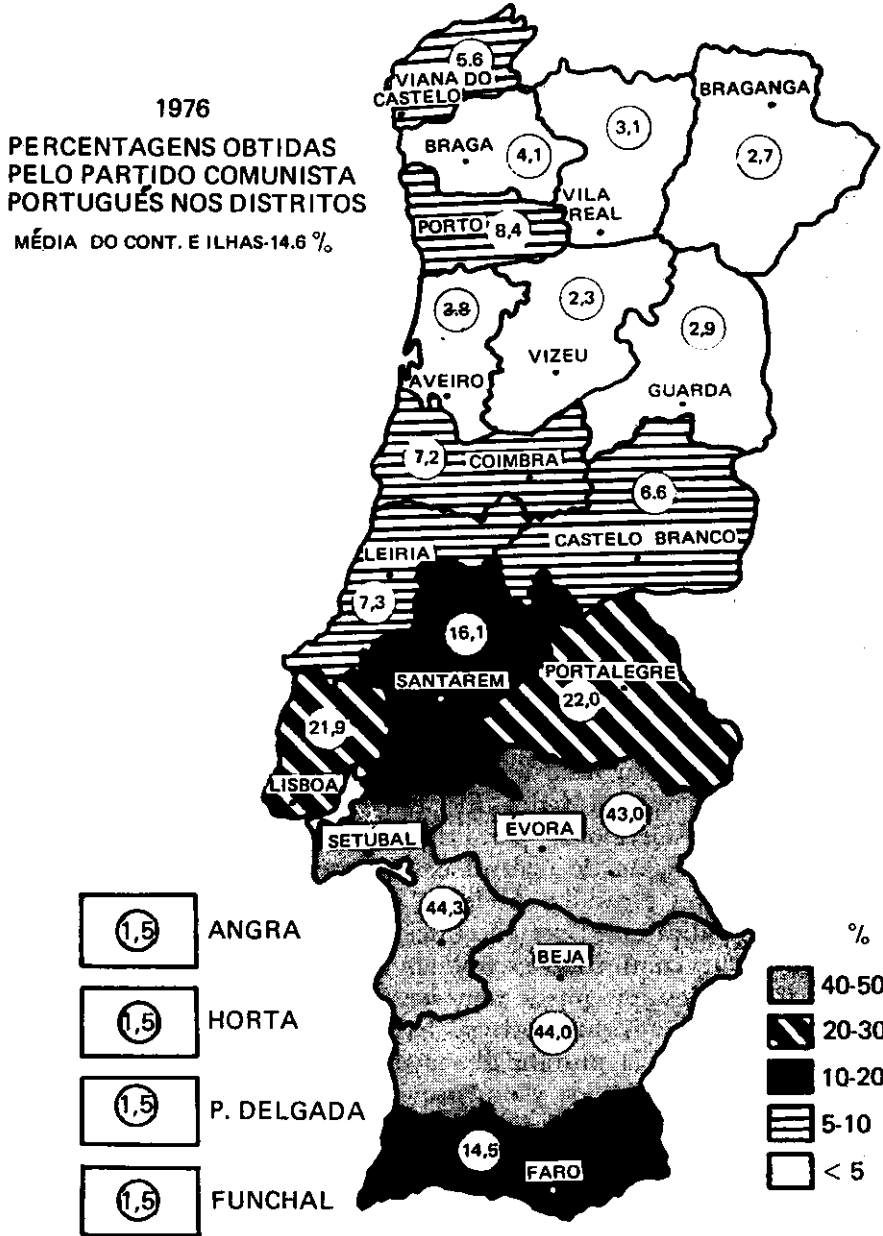 1976
PERCENTAGENS OBTIDAS
PELO PARTIDO COMUNISTA
PORTUGUÉS NOS DISTRITOS
MÉDIA DO CONT. E ILHAS-14.6 %
5.6
VIANA DO
CASTELO
BRAGA
4,1
3,1
VILA
REAL
BRAGANGA
2,7
PORTO
8,4
3.8
AVEIRO
2,3
VIZEU
2,9
GUARDA
7,2
COIMBRA
6.6
CASTELO BRANCO
LEIRIA
7,3
16,1
SANTAREM
PORTALEGRE
22,0
21,9
LISBOA
SETÚBAL
ÉVORA
43,0
44,3
BEJA
44,0
14,5
FARO
1,5 ANGRA
1,5 HORTA
1,5 P. DELGADA
1,5 FUNCHAL
%
40-50
20-30
10-20
5-10
< 5